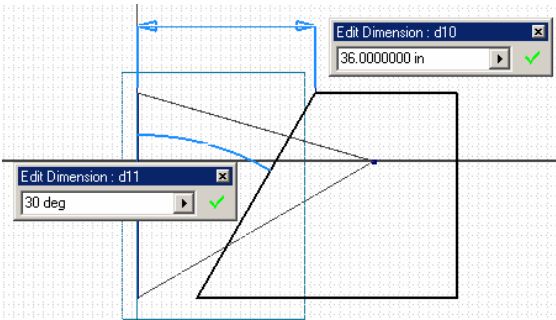 Edit Dimension : d10
36.0000000 in
Edit Dimension : d11
30 deg